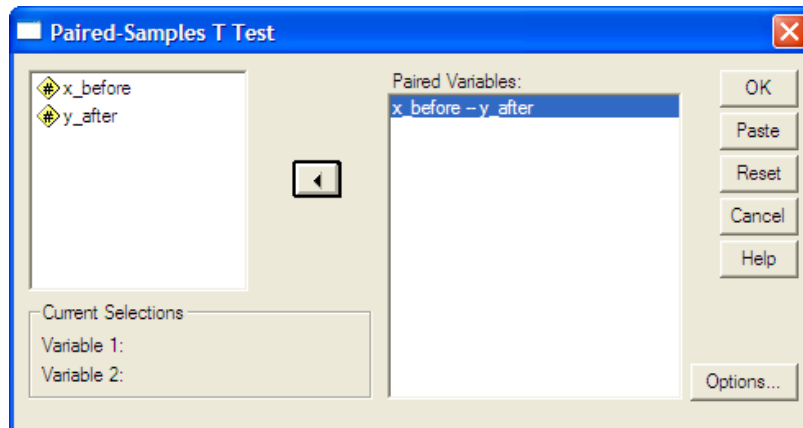 Paired-Samples T Test
x_before
y_after
Paired Variables:
x_before -- y_after
OK
Paste
Reset
Cancel
Help
Current Selections
Variable 1:
Variable 2:
Options...